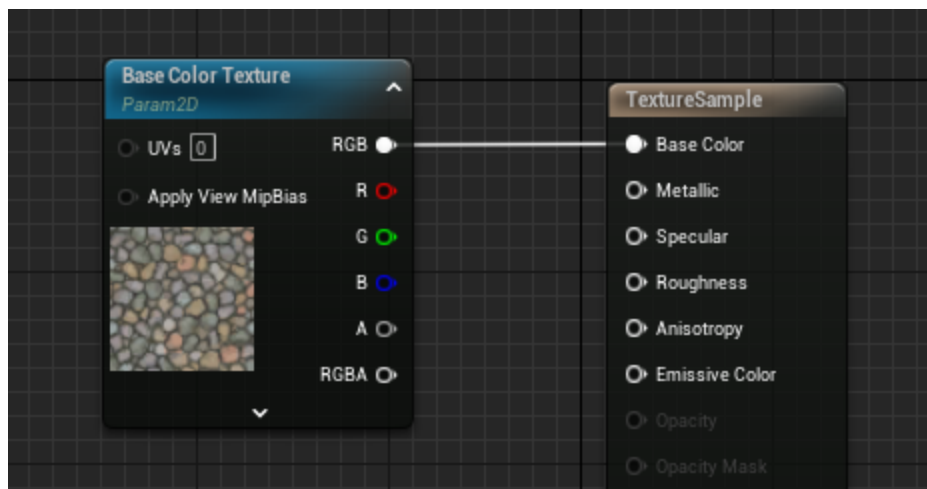 Base Color Texture
Param2D
UVs 0
Apply View MipBias
RGB
R
G
B
A
RGBA
TextureSample
Base Color
Metallic
Specular
Roughness
Anisotropy
Emissive Color
Opacity
Opacity Mask